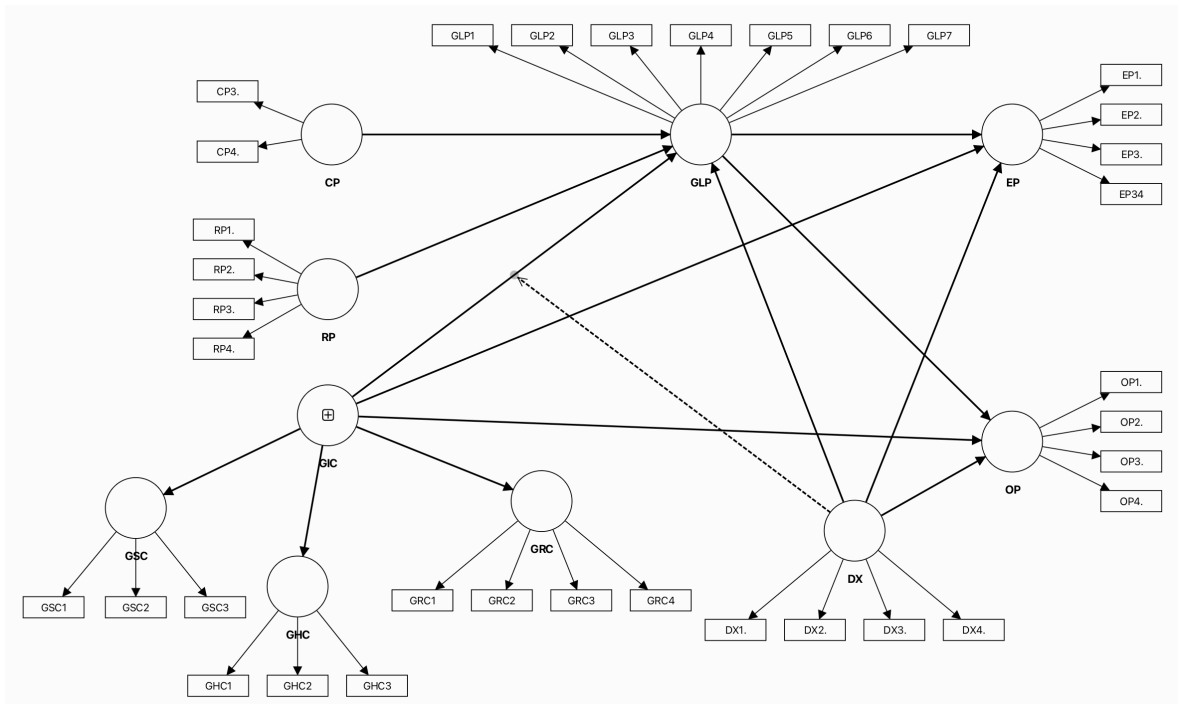 GLP1 GLP2 GLP3 GLP4 GLP5 GLP6 GLP7
EP1.
CP3.
EP2.
CP4.
EP3.
CP
GLP
EP
EP34
RP1.
RP2.
RP3.
RP
RP4.
OP1.
OP2.
GIC
OP3.
OP
OP4.
GSC
GRC
DX
GSC1 GSC2 GSC3
GRC1 GRC2 GRC3 GRC4
DX1. DX2. DX3. DX4.
GHC
GHC1 GHC2 GHC3